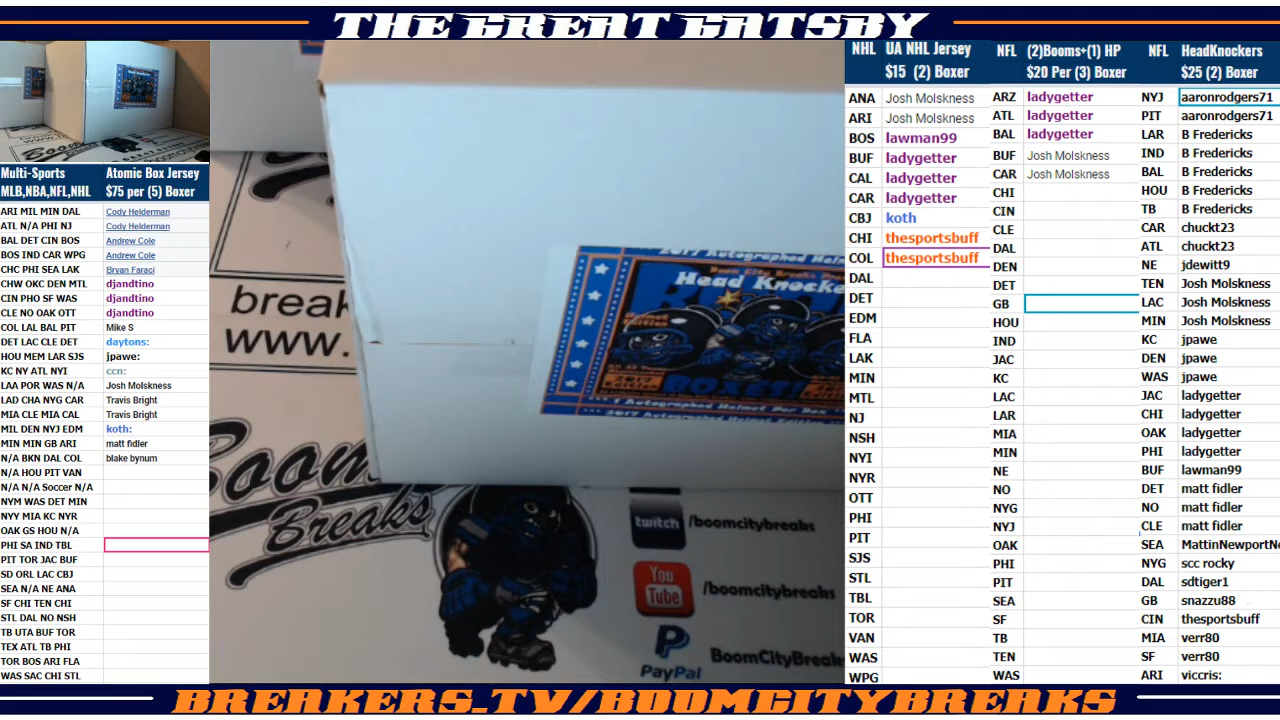 THE GREAT GATSBY
Multi-Sports Atomic Box Jersey
MLB,NBA,NFL,NHL $75 per (5) Boxer
ARI MIL MIN DAL Cody Helderman
ATL N/A PHI NJ Cody Helderman
BAL DET CIN BOS Andrew Cole
BOS IND CAR WPG Andrew Cole
CHC PHI SEA LAK Bryan Faraci
CHW OKC DEN MTL djandtino
CIN PHO SF WAS djandtino
CLE NO OAK OTT djandtino
COL LAL BAL PIT Mike S
DET LAC CLE DET daytons:
HOU MEM LAR SJS jpawe:
KC NY ATL NYI ccn:
LAA POR WAS N/A Josh Molskness
LAD CHA NYG CAR Travis Bright
MIA CLE MIA CAL Travis Bright
MIL DEN NYJ EDM koth:
MIN MIN GB ARI matt fidler
N/A BKN DAL COL blake bynum
N/A HOU PIT VAN
N/A N/A Soccer N/A
NYM WAS DET MIN
NYY MIA KC NYR
OAK GS HOU N/A
PHI SA IND TBL
PIT TOR JAC BUF
SD ORL LAC CBJ
SEA N/A NE ANA
SF CHI TEN CHI
STL DAL NO NSH
TB UTA BUF TOR
TEX ATL TB PHI
TOR BOS ARI FLA
WAS SAC CHI STL
break
www.
Head Knocke
BOXES!
Boom
Breaks
twitch /boomcitybreaks
You Tube /boomcitybreaks
PayPal BoomCityBreaks
NHL UA NHL Jersey
$15 (2) Boxer
ANA Josh Molskness
ARI Josh Molskness
BOS lawman99
BUF ladygetter
CAL ladygetter
CAR ladygetter
CBJ koth
CHI thesportsbuff
COL thesportsbuff
DAL
DET
EDM
FLA
LAK
MIN
MTL
NJ
NSH
NYI
NYR
OTT
PHI
PIT
SJS
STL
TBL
TOR
VAN
WAS
WPG
NFL (2)Booms+(1) HP
$20 Per (3) Boxer
ARZ ladygetter
ATL ladygetter
BAL ladygetter
BUF Josh Molskness
CAR Josh Molskness
CHI
CIN
CLE
DAL
DEN
DET
GB
HOU
IND
JAC
KC
LAC
LAR
MIA
MIN
NE
NO
NYG
NYJ
OAK
PHI
PIT
SEA
SF
TB
TEN
WAS
NFL HeadKnockers
$25 (2) Boxer
NYJ aaronrodgers71
PIT aaronrodgers71
LAR B Fredericks
IND B Fredericks
BAL B Fredericks
HOU B Fredericks
TB B Fredericks
CAR chuckt23
ATL chuckt23
NE jdewitt9
TEN Josh Molskness
LAC Josh Molskness
MIN Josh Molskness
KC jpawe
DEN jpawe
WAS jpawe
JAC ladygetter
CHI ladygetter
OAK ladygetter
PHI ladygetter
BUF lawman99
DET matt fidler
NO matt fidler
CLE matt fidler
SEA MattinNewportNe
NYG scc rocky
DAL sdtiger1
GB snazzu88
CIN thesportsbuff
MIA verr80
SF verr80
ARI viccris:
BREAKERS.TV/BOOMCITYBREAKS